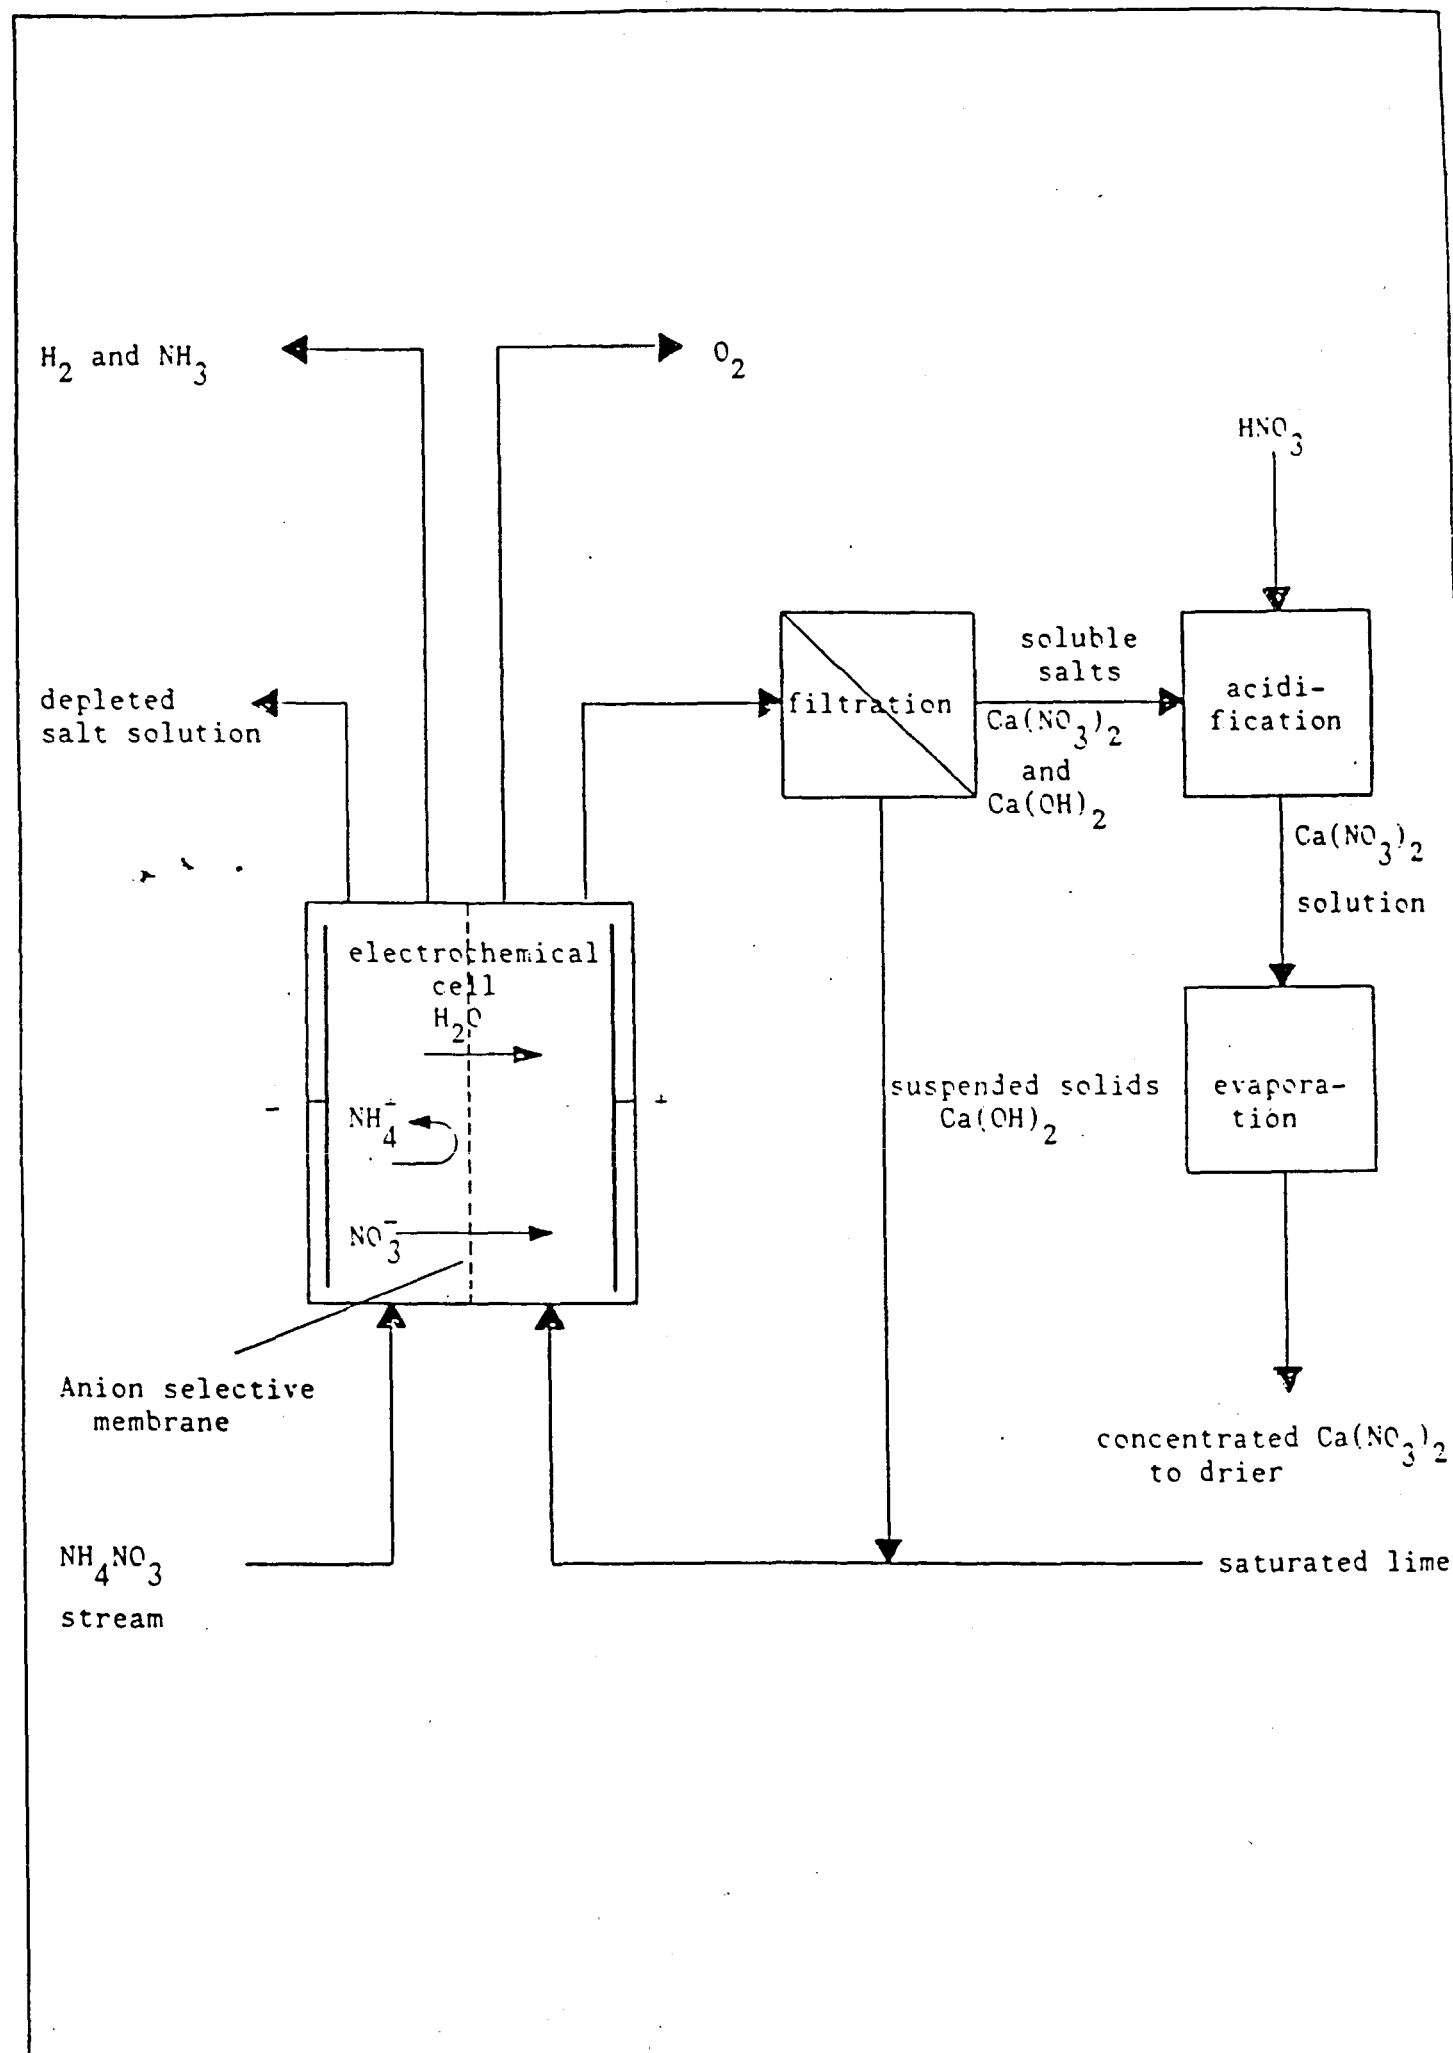 H2 and NH3
O2
HNO3
depleted
salt solution
filtration
soluble
salts
Ca(NO3)2
and
Ca(OH)2
acidi-
fication
Ca(NO3)2
solution
electrochemical
cell
H2O
-
+
NH4-
NO3-
suspended solids
Ca(OH)2
evapora-
tion
Anion selective
membrane
concentrated Ca(NO3)2
to drier
NH4NO3
stream
saturated lime